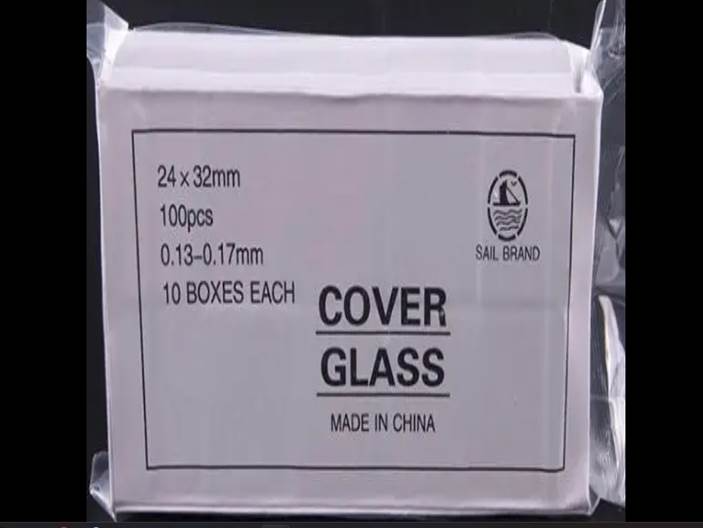 24 x 32mm
100pcs
0.13–0.17mm
10 BOXES EACH
SAIL BRAND
COVER
GLASS
MADE IN CHINA